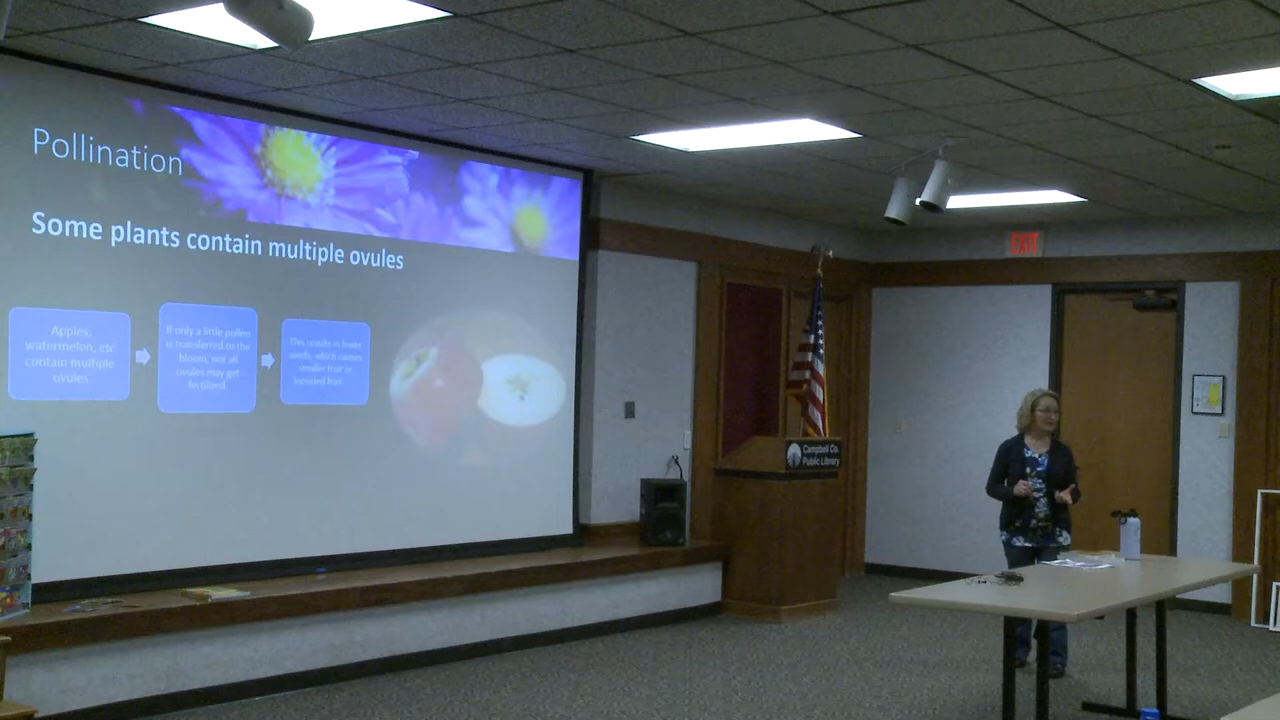 Pollination
Some plants contain multiple ovules
Apples,
watermelon, etc
contain multiple
ovules
If only a little pollen
is transferred to the
bloom, not all
ovules may get
fertilized
This results in fewer
seeds, which causes
smaller fruit or
lopsided fruit
EXIT
Campbell Co.
Public Library